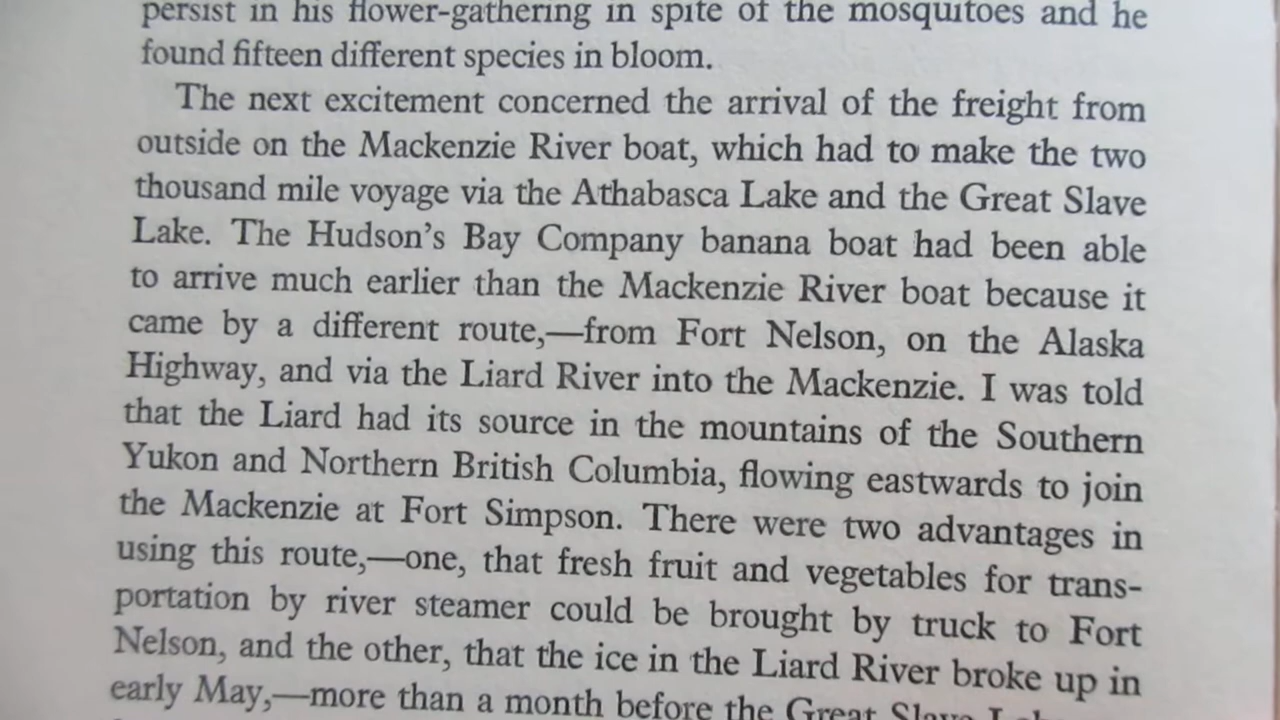 persist in his flower-gathering in spite of the mosquitoes and he
found fifteen different species in bloom.
The next excitement concerned the arrival of the freight from
outside on the Mackenzie River boat, which had to make the two
thousand mile voyage via the Athabasca Lake and the Great Slave
Lake. The Hudson's Bay Company banana boat had been able
to arrive much earlier than the Mackenzie River boat because it
came by a different route,—from Fort Nelson, on the Alaska
Highway, and via the Liard River into the Mackenzie. I was told
that the Liard had its source in the mountains of the Southern
Yukon and Northern British Columbia, flowing eastwards to join
the Mackenzie at Fort Simpson. There were two advantages in
using this route,—one, that fresh fruit and vegetables for trans-
portation by river steamer could be brought by truck to Fort
Nelson, and the other, that the ice in the Liard River broke up in
early May,—more than a month before the Great Slave Lake